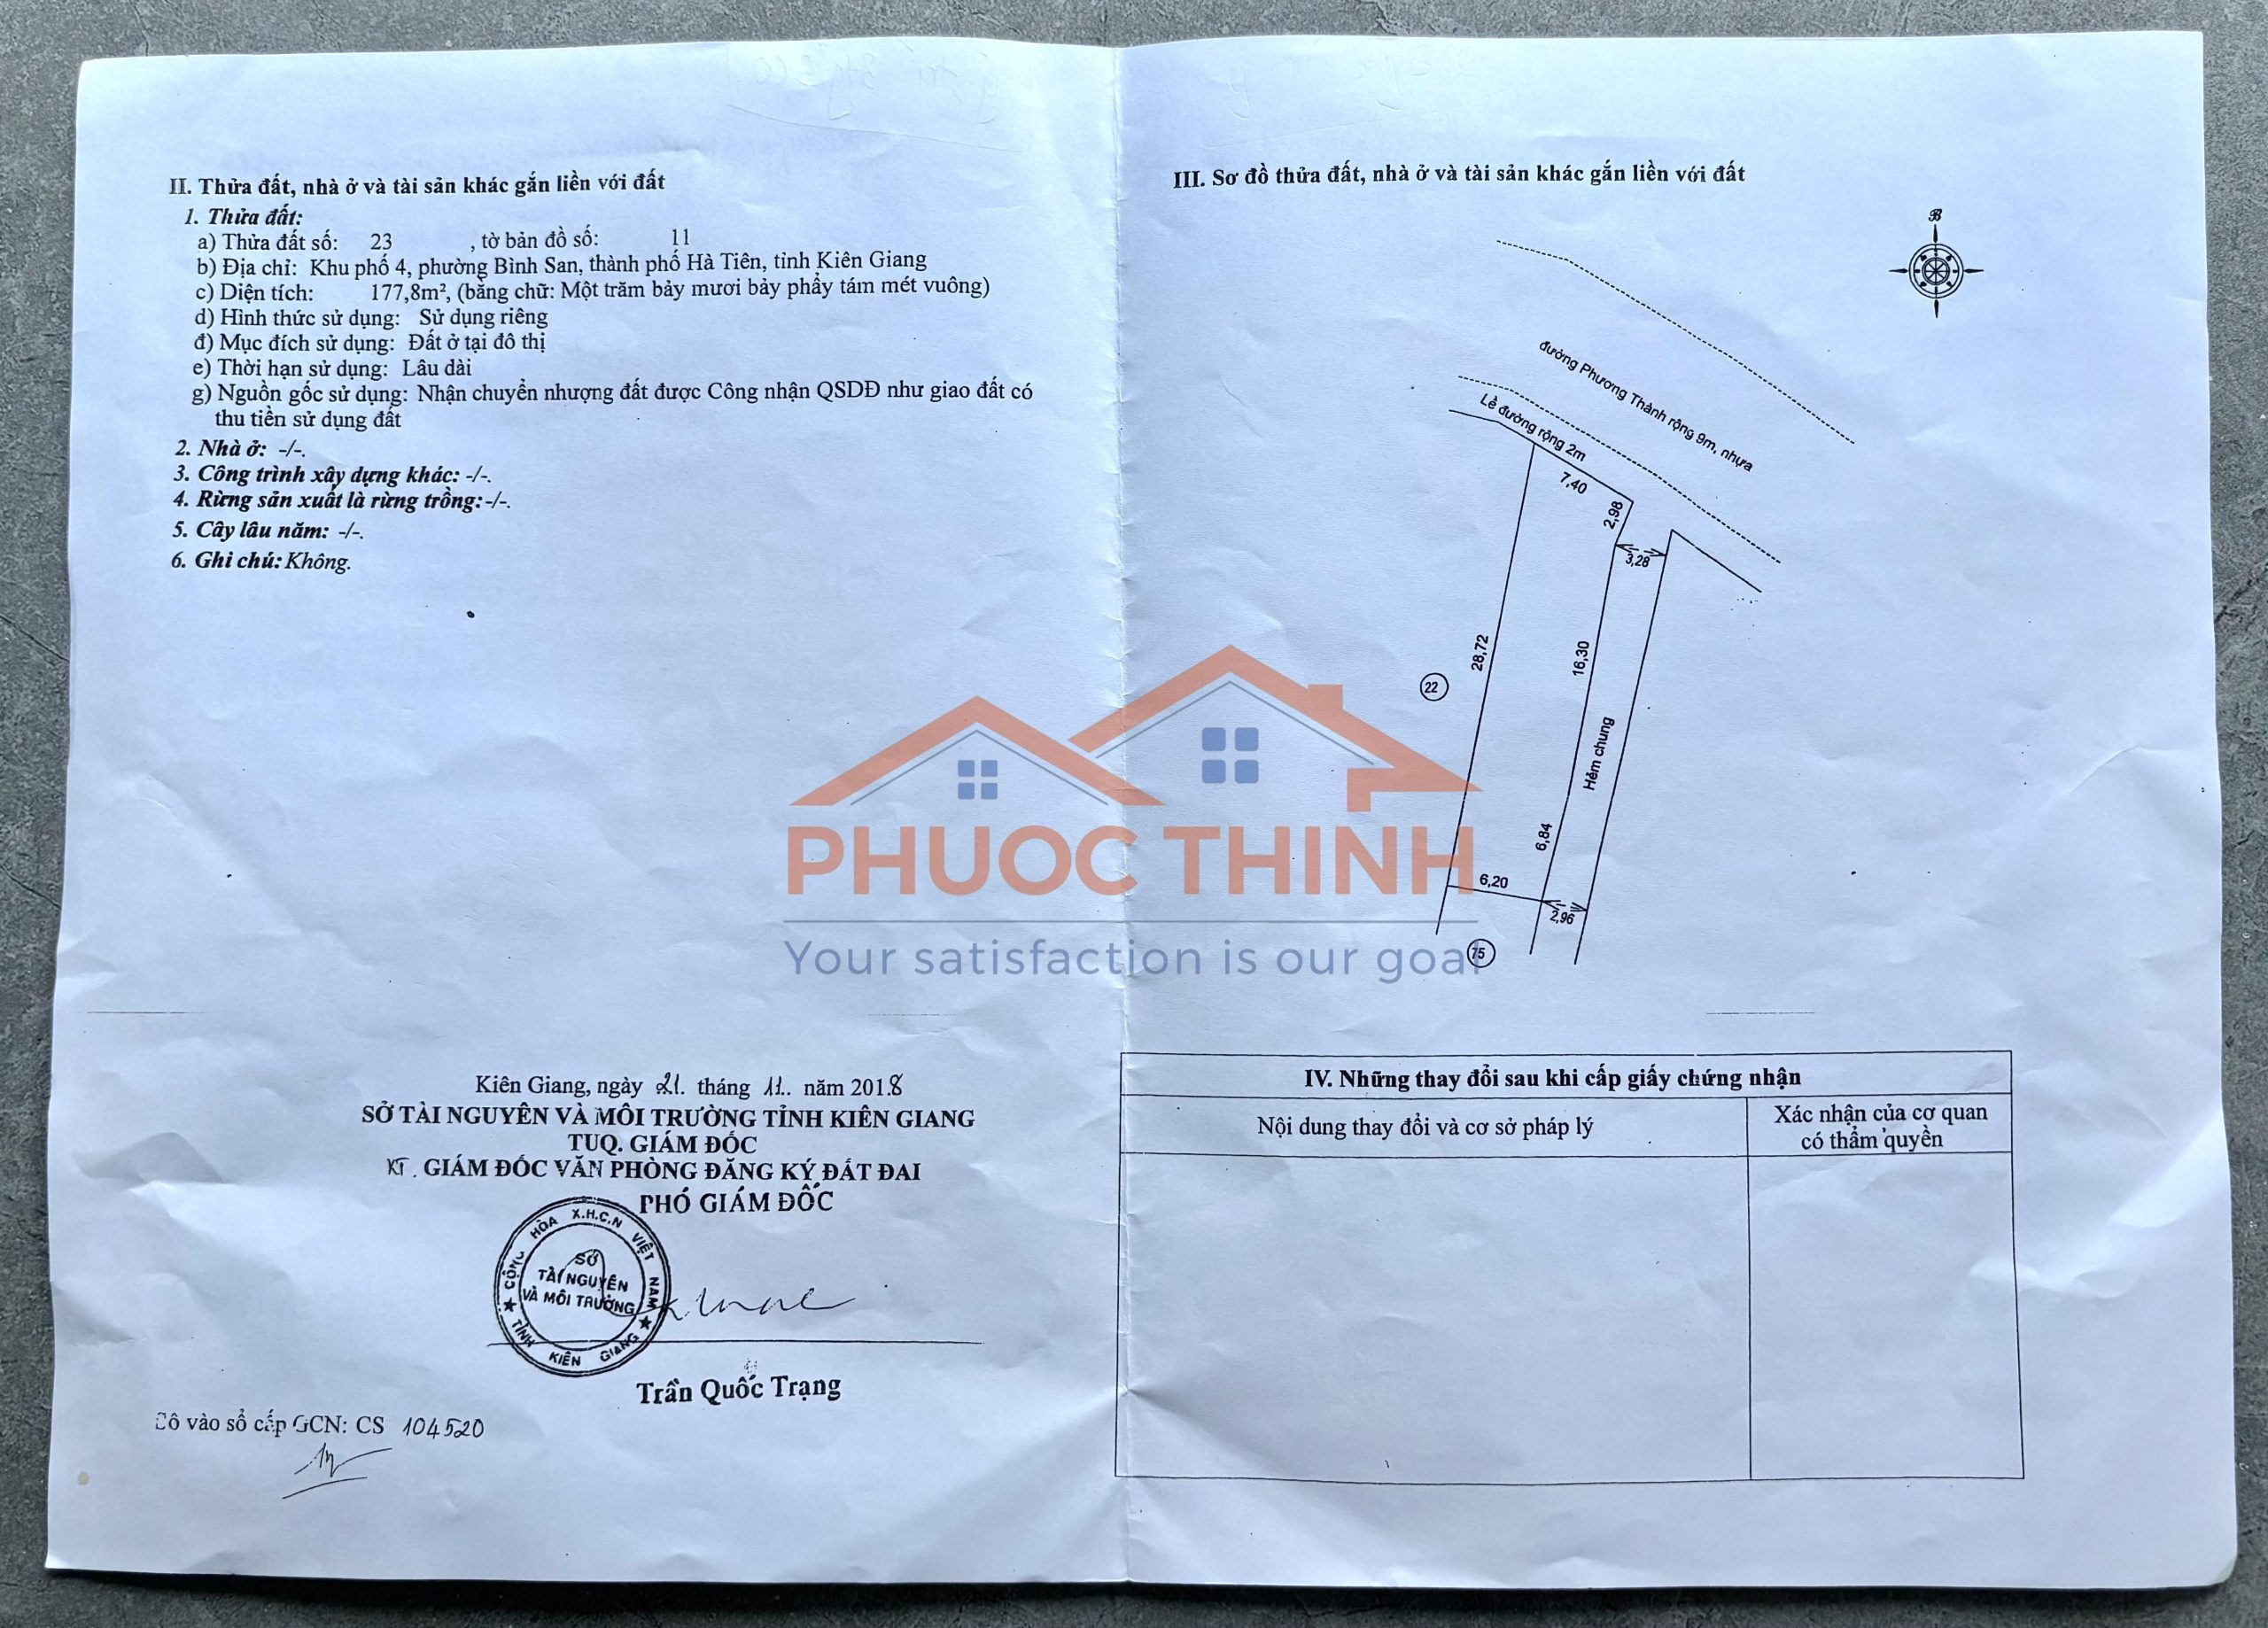 II. Thửa đất, nhà ở và tài sản khác gắn liền với đất
1. Thửa đất:
a) Thửa đất số: 23 , tờ bản đồ số: 11
b) Địa chỉ: Khu phố 4, phường Bình San, thành phố Hà Tiên, tỉnh Kiên Giang
c) Diện tích: 177,8m², (bằng chữ: Một trăm bảy mươi bảy phẩy tám mét vuông)
d) Hình thức sử dụng: Sử dụng riêng
đ) Mục đích sử dụng: Đất ở tại đô thị
e) Thời hạn sử dụng: Lâu dài
g) Nguồn gốc sử dụng: Nhận chuyển nhượng đất được Công nhận QSDĐ như giao đất có
thu tiền sử dụng đất
2. Nhà ở: -/-.
3. Công trình xây dựng khác: -/-.
4. Rừng sản xuất là rừng trồng:-/-.
5. Cây lâu năm: -/-.
6. Ghi chú: Không.
Kiên Giang, ngày 21. tháng 11.. năm 2018
SỞ TÀI NGUYÊN VÀ MÔI TRƯỜNG TỈNH KIÊN GIANG
TUQ. GIÁM ĐỐC
KT. GIÁM ĐỐC VĂN PHÒNG ĐĂNG KÝ ĐẤT ĐAI
PHÓ GIÁM ĐỐC
CỘNG HÒA X.H.C.N VIỆT NAM
SỞ
TÀI NGUYÊN
VÀ MÔI TRƯỜNG
TỈNH KIÊN GIANG
Trần Quốc Trạng
vào sổ cấp GCN: CS 104520
III. Sơ đồ thửa đất, nhà ở và tài sản khác gắn liền với đất
B
đường Phương Thành rộng 9m, nhựa
Lề đường rộng 2m
7,40
2,98
3,28
28,72
16,30
22
Hẻm chung
6,84
6,20
2,96
75
PHUOC THINH
Your satisfaction is our goal
IV. Những thay đổi sau khi cấp giấy chứng nhận
Nội dung thay đổi và cơ sở pháp lý
Xác nhận của cơ quan
có thẩm quyền